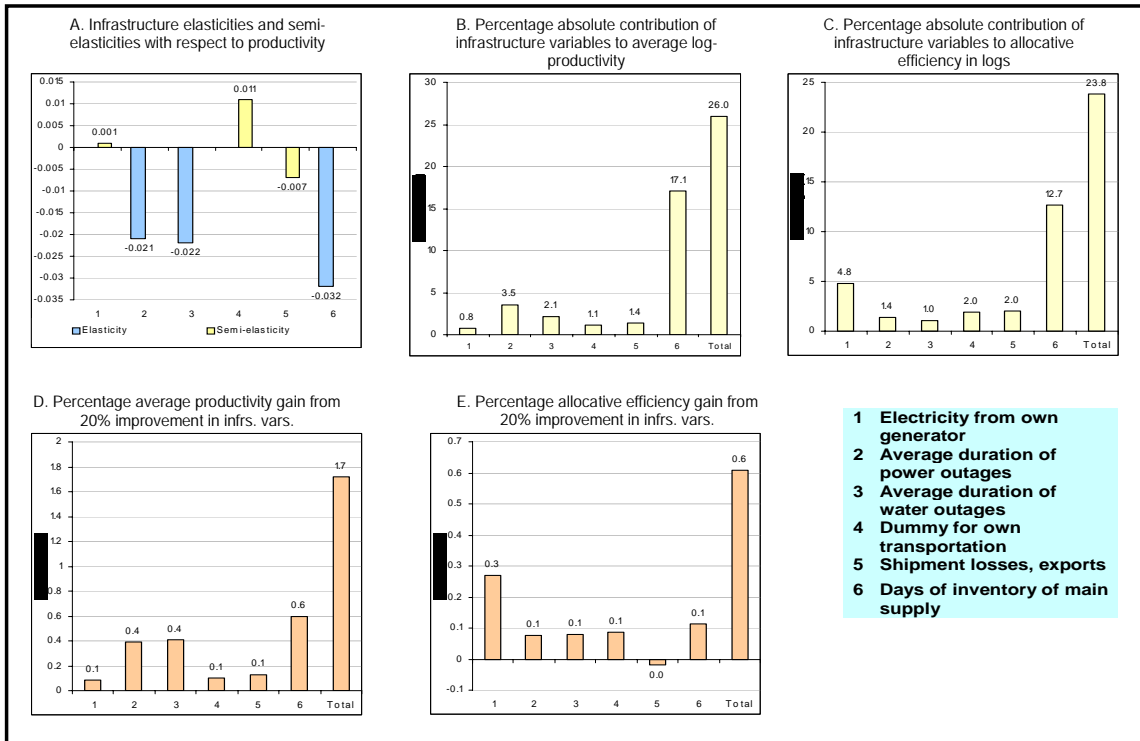 A. Infrastructure elasticities and semi-
elasticities with respect to productivity
0.015
0.01
0.005
0
-0.005
-0.01
-0.015
-0.02
-0.025
-0.03
-0.035
0.001
-0.021
-0.022
0.011
-0.007
-0.032
1 2 3 4 5 6
Elasticity Semi-elasticity
B. Percentage absolute contribution of
infrastructure variables to average log-
productivity
30
25
20
15
10
5
0
0.8
3.5
2.1
1.1
1.4
17.1
26.0
1 2 3 4 5 6 Total
C. Percentage absolute contribution of
infrastructure variables to allocative
efficiency in logs
25
20
15
10
5
0
4.8
1.4
1.0
2.0
2.0
12.7
23.8
1 2 3 4 5 6 Total
D. Percentage average productivity gain from
20% improvement in infrs. vars.
2
1.8
1.6
1.4
1.2
1
0.8
0.6
0.4
0.2
0
0.1
0.4
0.4
0.1
0.1
0.6
1.7
1 2 3 4 5 6 Total
E. Percentage allocative efficiency gain from
20% improvement in infrs. vars.
0.7
0.6
0.5
0.4
0.3
0.2
0.1
0
-0.1
0.3
0.1
0.1
0.1
0.0
0.1
0.6
1 2 3 4 5 6 Total
1 Electricity from own
generator
2 Average duration of
power outages
3 Average duration of
water outages
4 Dummy for own
transportation
5 Shipment losses, exports
6 Days of inventory of main
supply